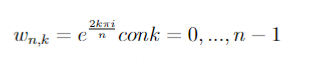 $w_{n,k} = e^{\frac{2k\pi i}{n}} conk = 0, ..., n - 1$